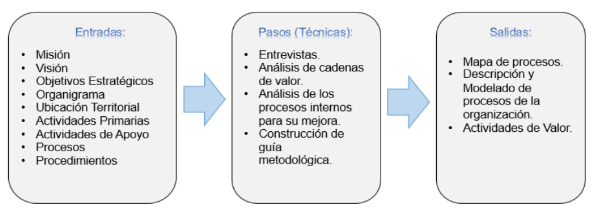 Entradas:
• Misión
• Visión
• Objetivos Estratégicos
• Organigrama
• Ubicación Territorial
• Actividades Primarias
• Actividades de Apoyo
• Procesos
• Procedimientos
Pasos (Técnicas):
• Entrevistas.
• Análisis de cadenas
de valor.
• Análisis de los
procesos internos
para su mejora.
• Construcción de
guía
metodológica.
Salidas:
• Mapa de procesos.
• Descripción y
Modelado de
procesos de la
organización.
• Actividades de Valor.